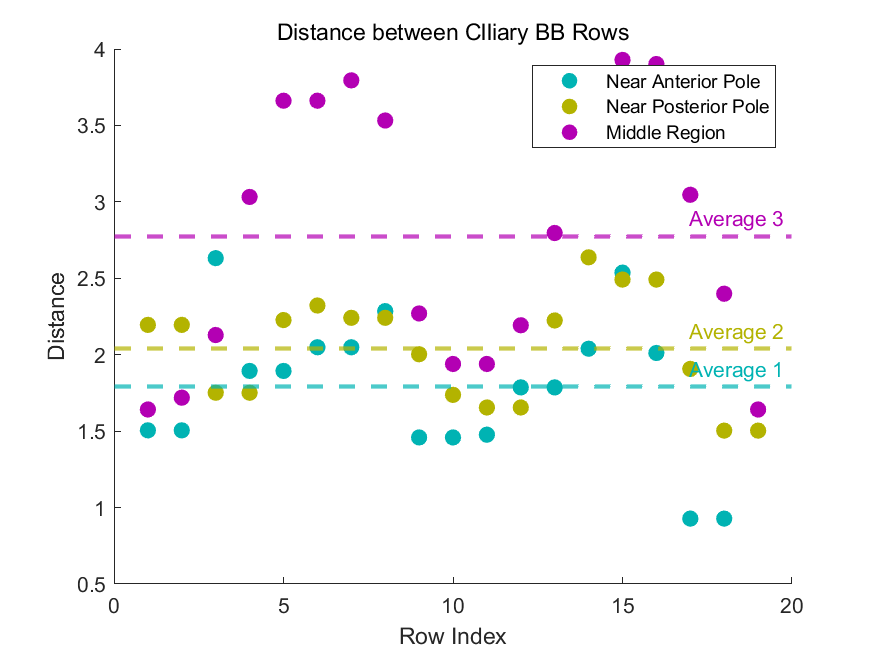 Distance between CIliary BB Rows
4
3.5
3
2.5
2
1.5
1
0.5
Distance
Near Anterior Pole
Near Posterior Pole
Middle Region
Average 3
Average 2
Average 1
0 5 10 15 20
Row Index